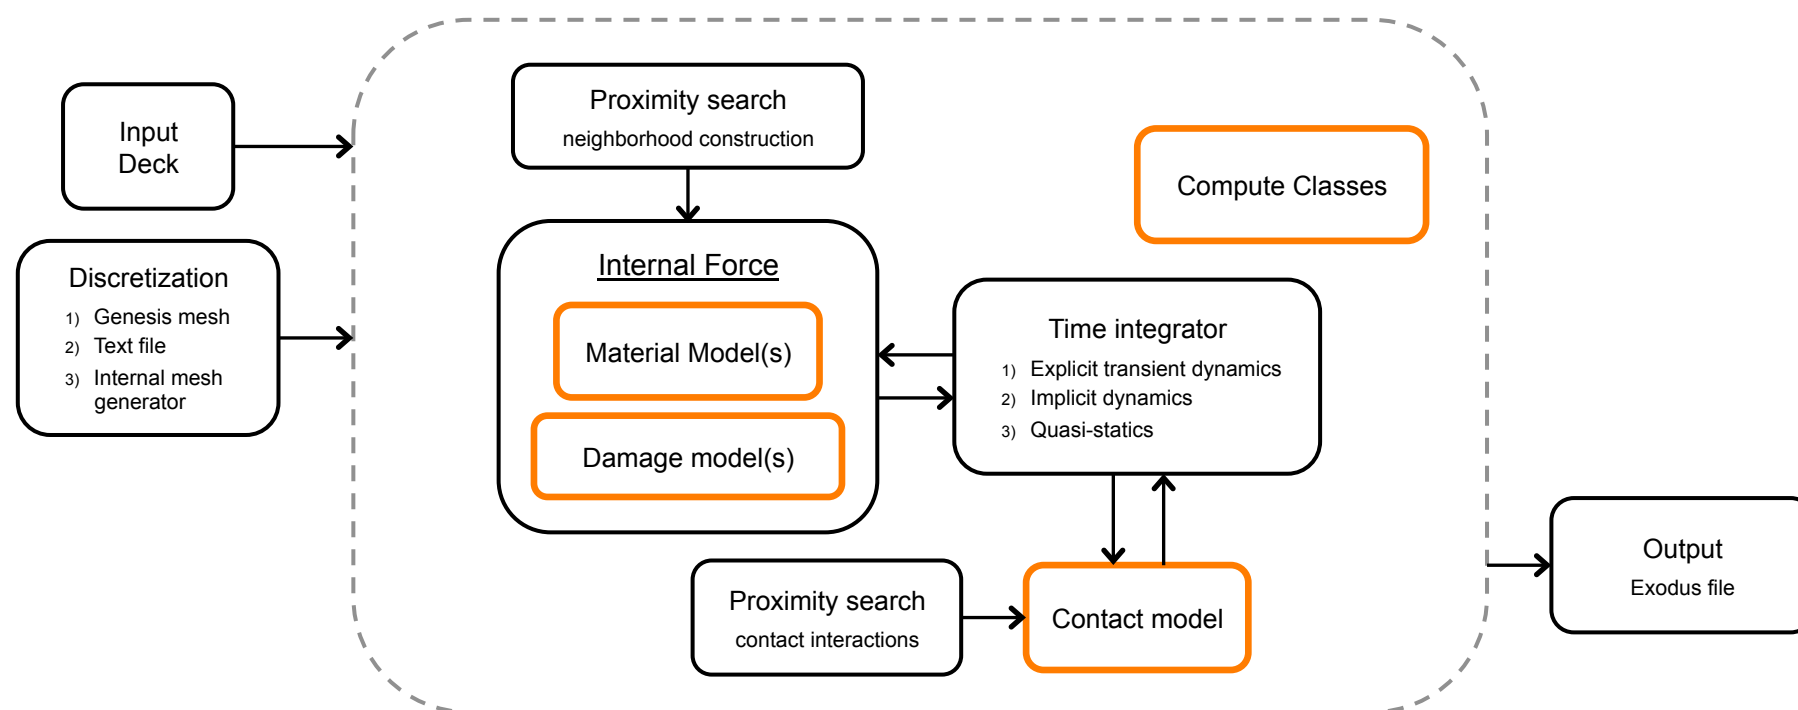 Input
Deck
Discretization
1) Genesis mesh
2) Text file
3) Internal mesh
generator
Proximity search
neighborhood construction
Internal Force
Material Model(s)
Damage model(s)
Compute Classes
Time integrator
1) Explicit transient dynamics
2) Implicit dynamics
3) Quasi-statics
Proximity search
contact interactions
Contact model
Output
Exodus file